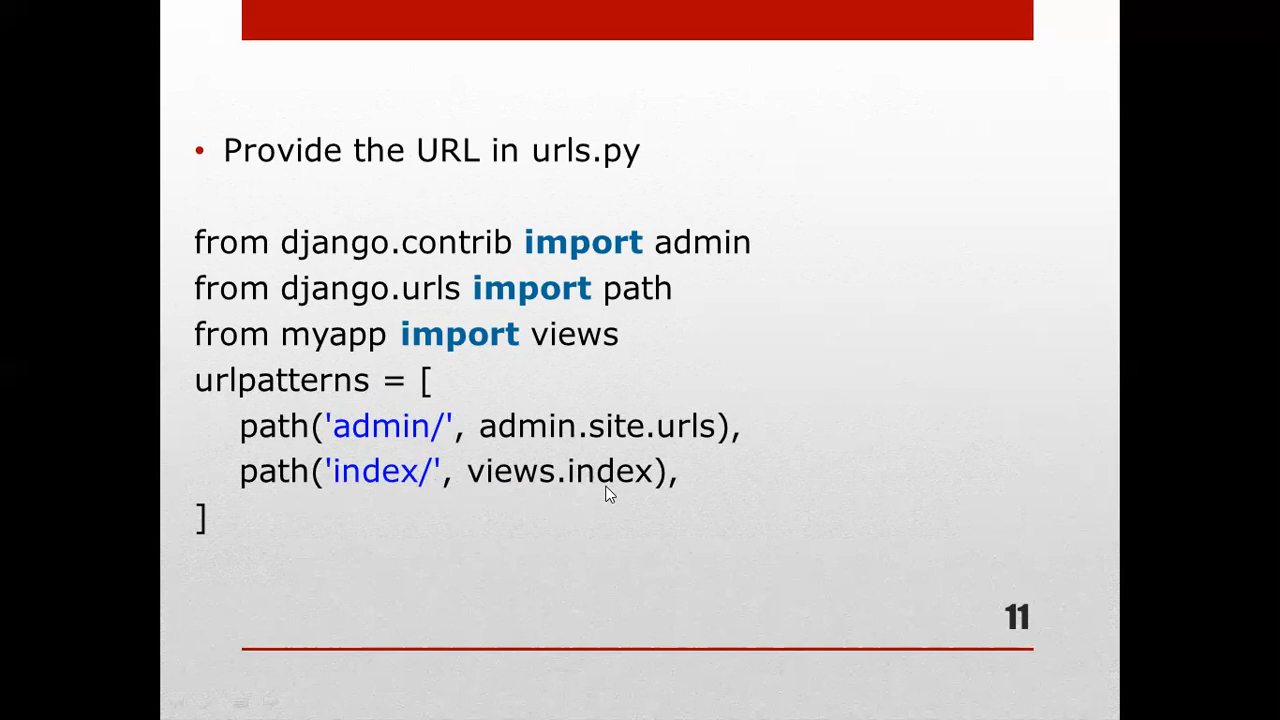 • Provide the URL in urls.py
from django.contrib import admin
from django.urls import path
from myapp import views
urlpatterns = [
path('admin/', admin.site.urls),
path('index/', views.index),
]
11